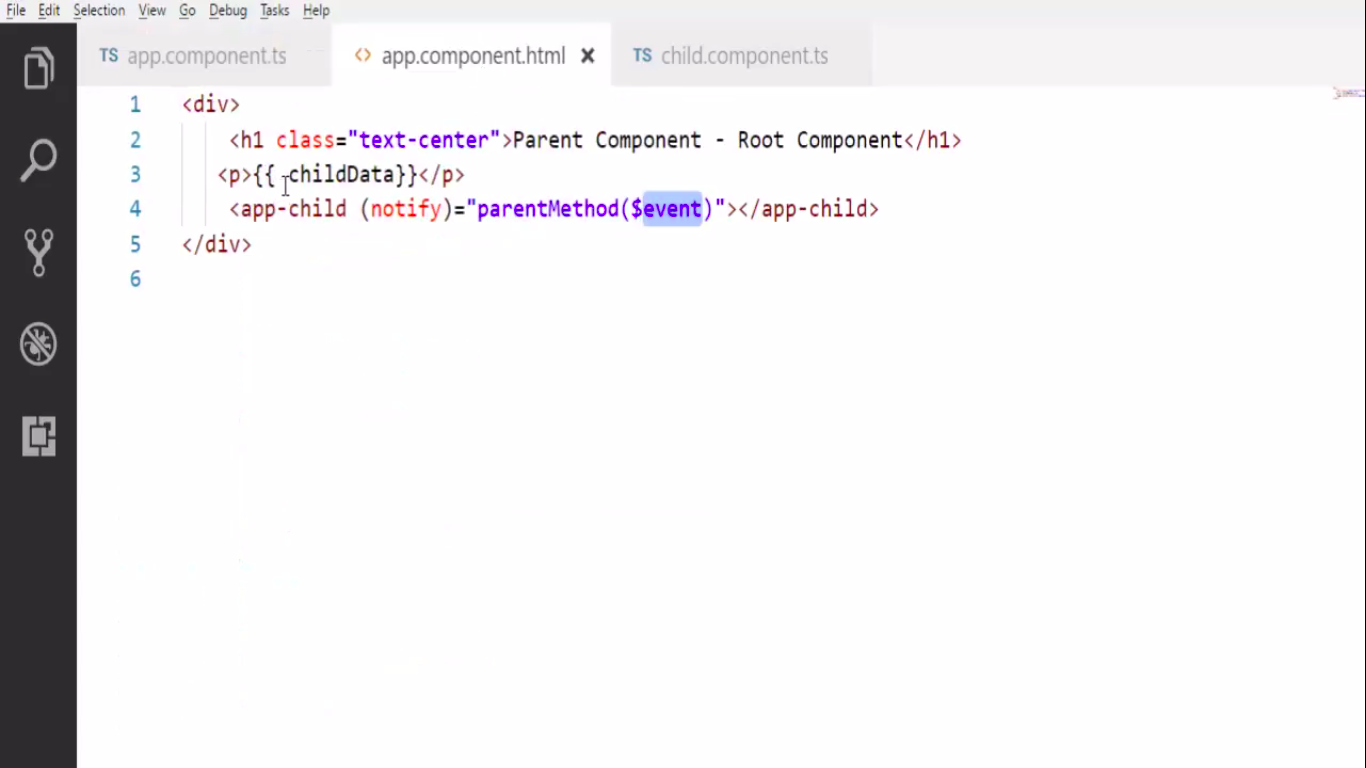 File Edit Selection View Go Debug Tasks Help
TS app.component.ts <> app.component.html × TS child.component.ts
1 <div>
2 <h1 class="text-center">Parent Component - Root Component</h1>
3 <p>{{ childData}}</p>
4 <app-child (notify)="parentMethod($event)"></app-child>
5 </div>
6